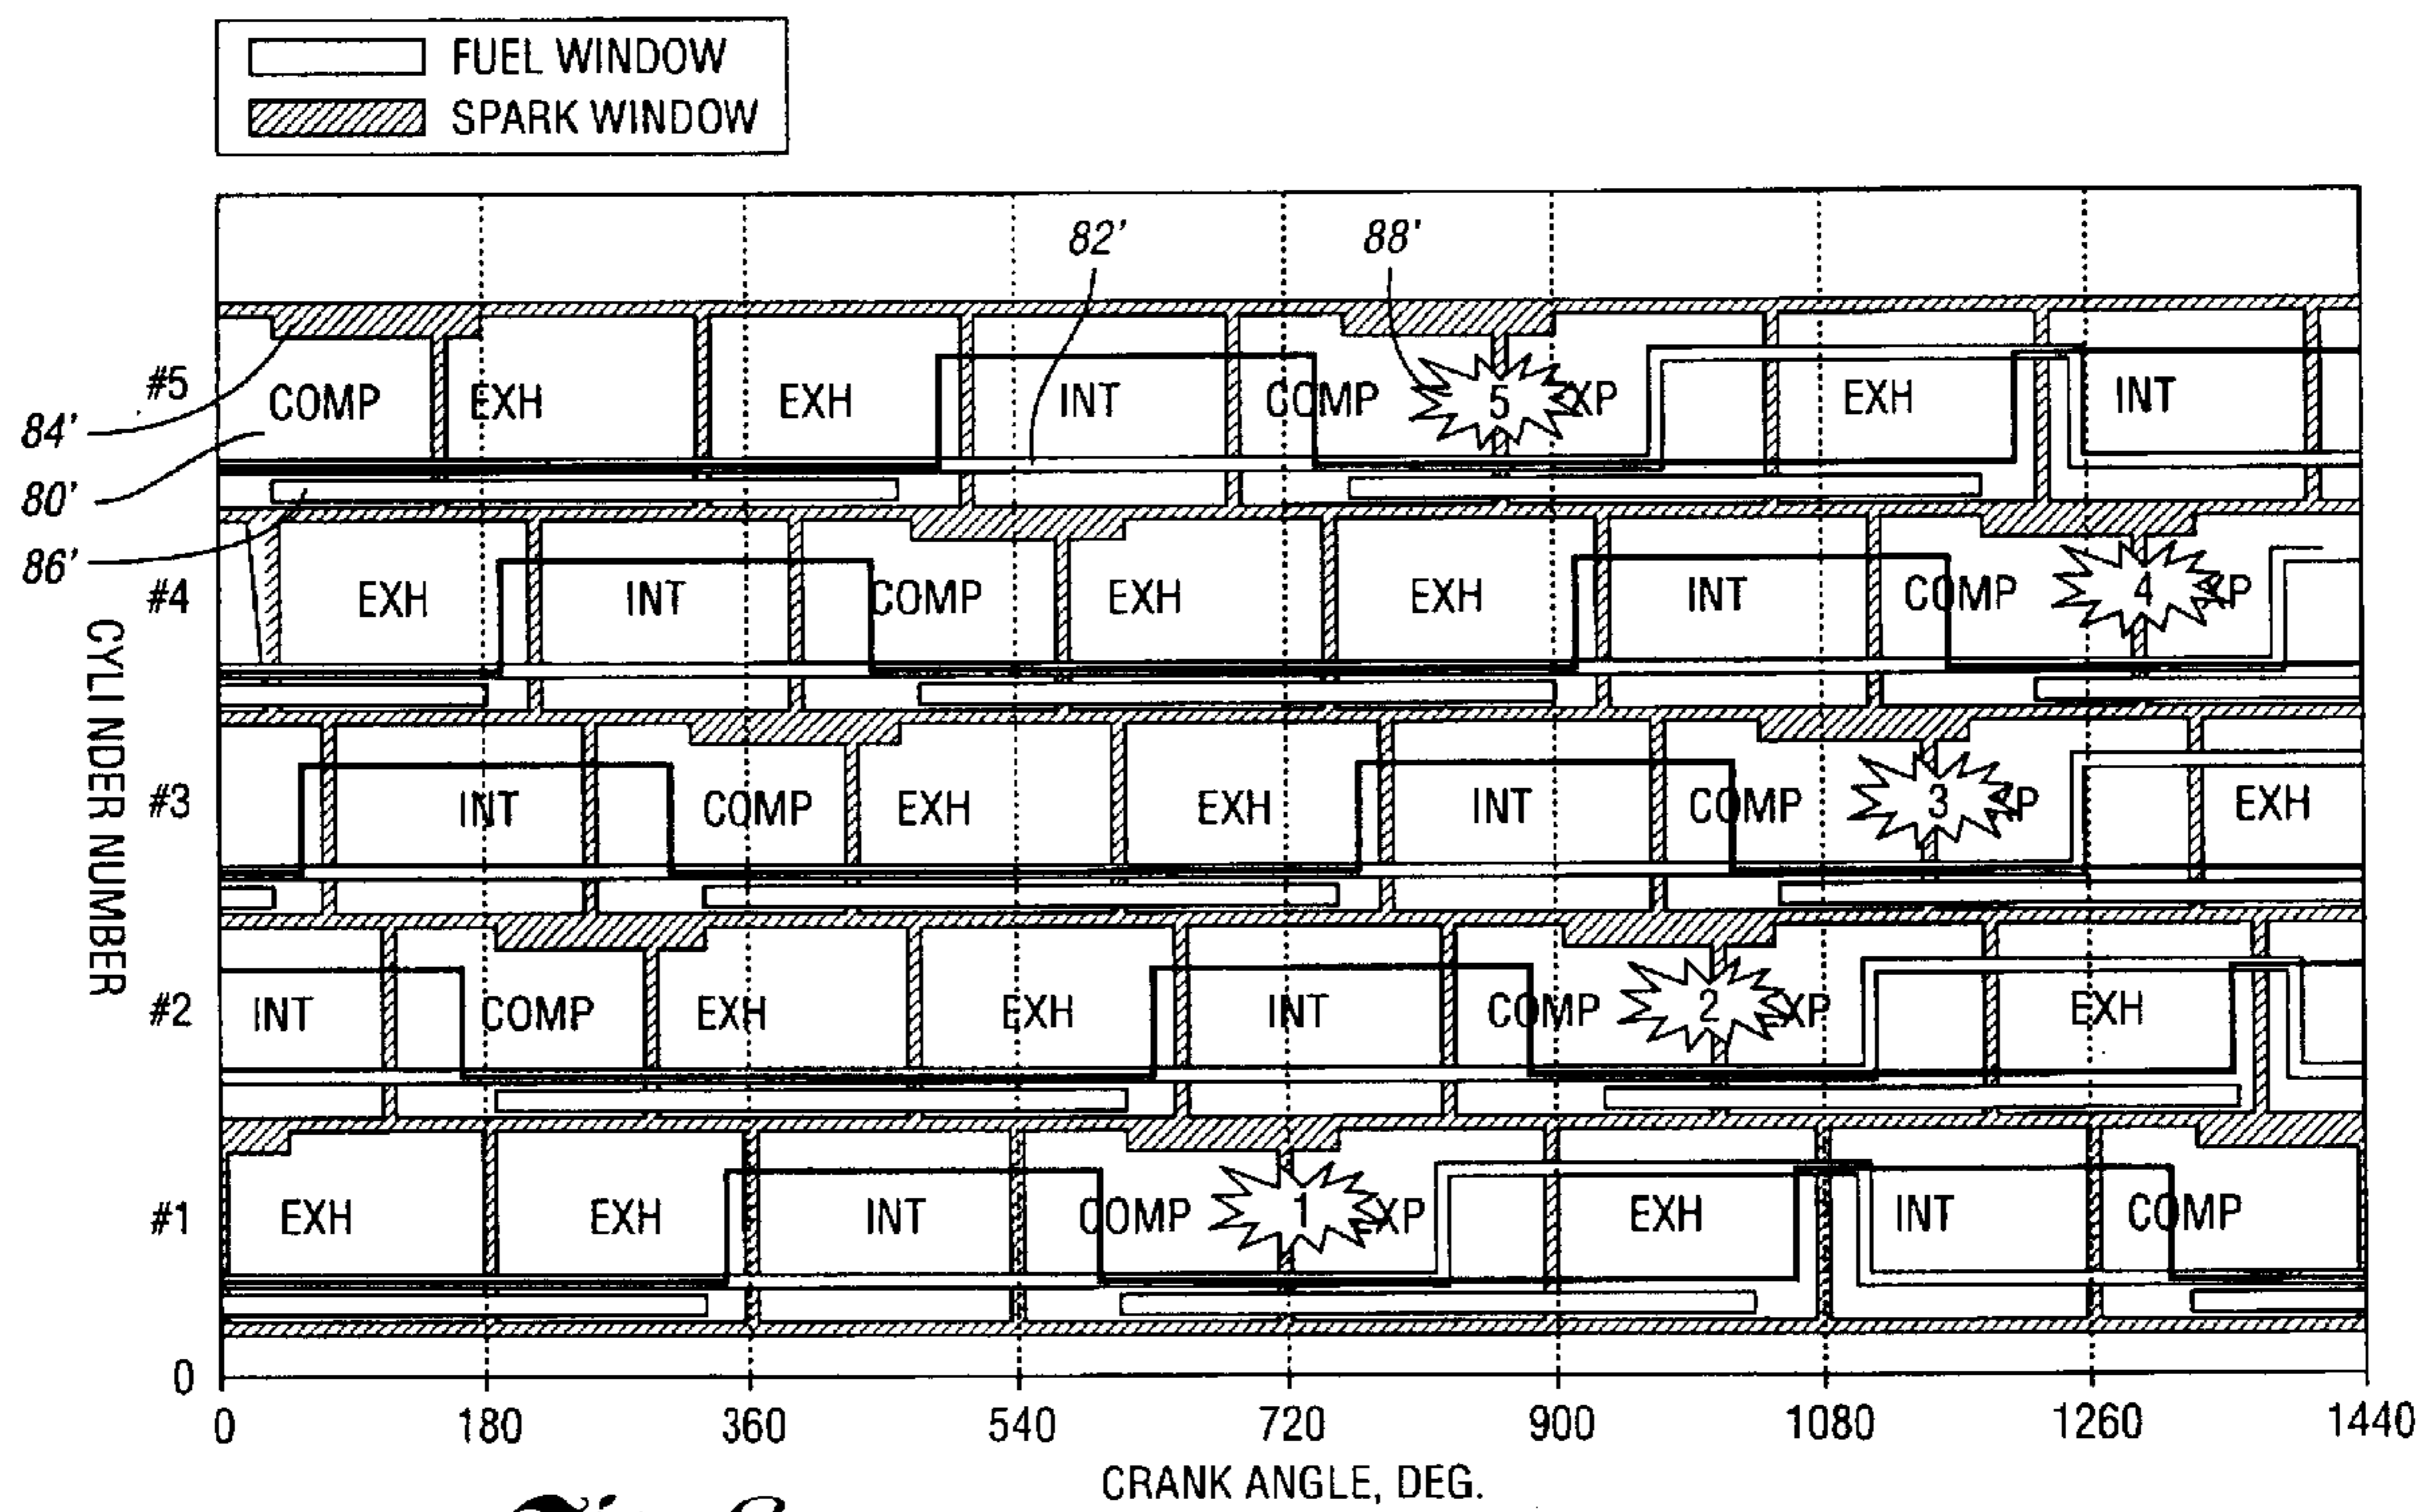 FUEL WINDOW
SPARK WINDOW
82'
88'
#5
84'
80'
86'
COMP EXH EXH INT COMP 5 XP EXH INT
#4
EXH INT COMP EXH EXH INT COMP 4 XP
#3
INT COMP EXH EXH INT COMP 3 XP EXH
#2
INT COMP EXH EXH INT COMP 2 XP EXH
#1
EXH EXH INT COMP 1 XP EXH INT COMP
CYLI NDER NUMBER
0
0 180 360 540 720 900 1080 1260 1440
CRANK ANGLE, DEG.